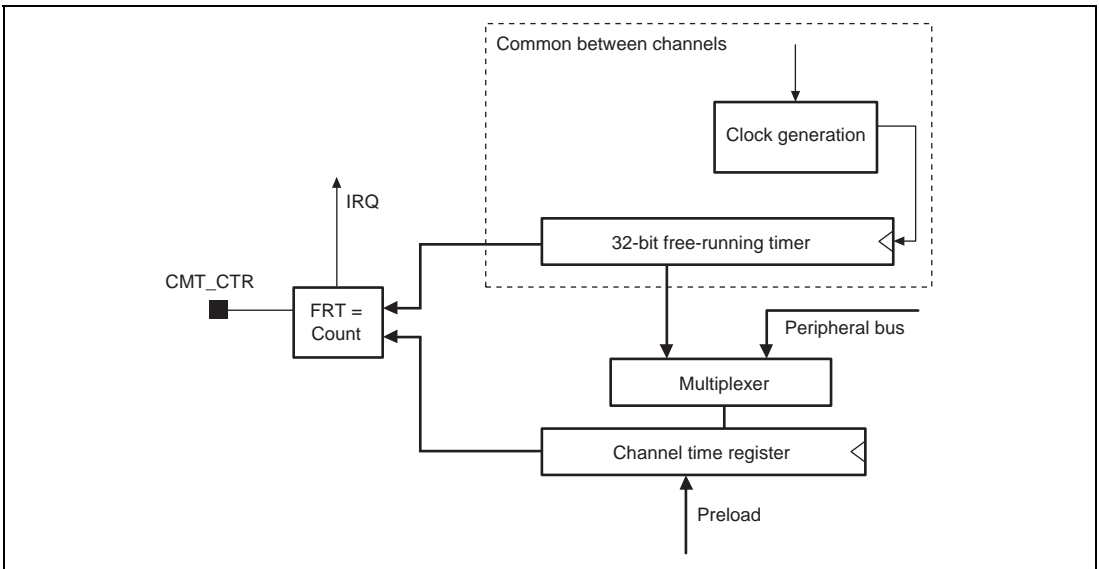 Common between channels
Clock generation
IRQ
32-bit free-running timer
CMT_CTR
FRT =
Count
Peripheral bus
Multiplexer
Channel time register
Preload